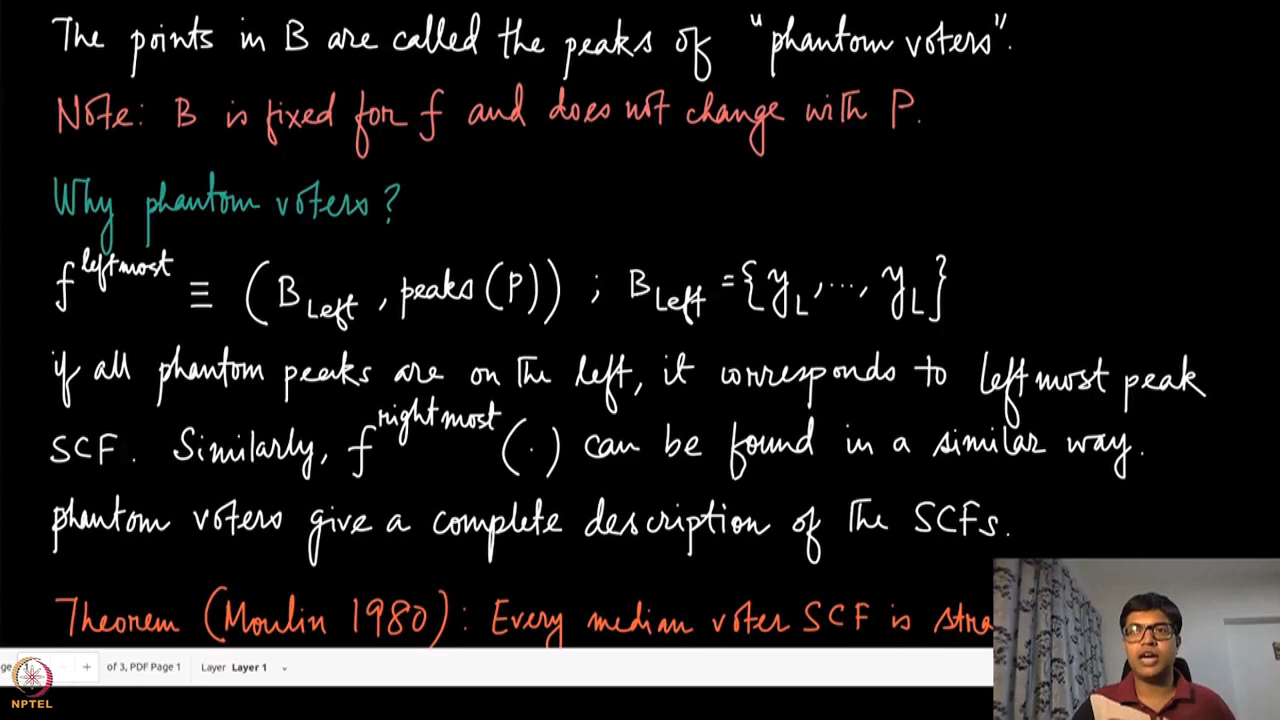 The points in B are called the peaks of "phantom voters".
Note: B is fixed for f and does not change with P.
Why phantom voters?
f^leftmost ≡ (B_Left, peaks(P)) ; B_Left = {y_L, ..., y_L}
if all phantom peaks are on the left, it corresponds to leftmost peak
SCF. Similarly, f^rightmost (.) can be found in a similar way.
phantom voters give a complete description of the SCFs.
Theorem (Moulin 1980): Every median voter SCF is stra
ge + of 3, PDF Page 1 Layer Layer 1
NPTEL